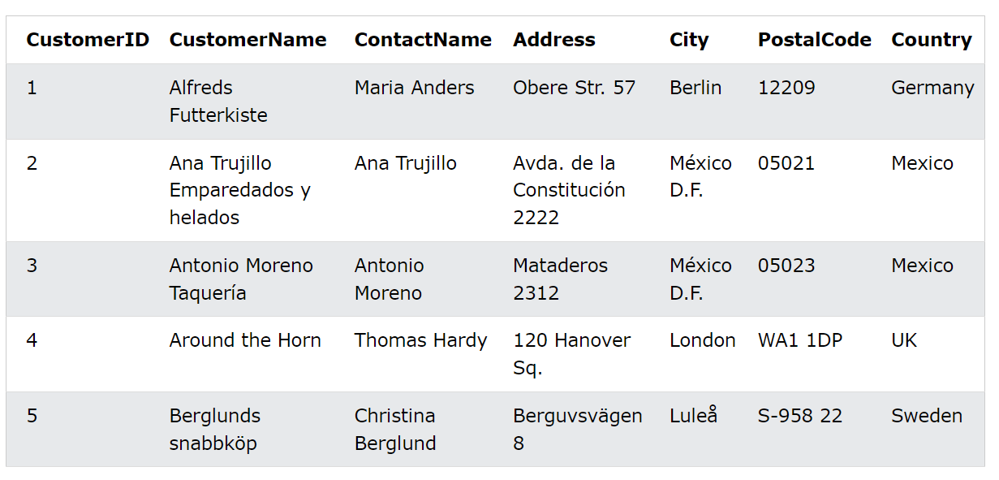 CustomerID CustomerName ContactName Address City PostalCode Country
1 Alfreds Maria Anders Obere Str. 57 Berlin 12209 Germany
Futterkiste
2 Ana Trujillo Ana Trujillo Avda. de la México 05021 Mexico
Emparedados y Constitución D.F.
helados 2222
3 Antonio Moreno Antonio Mataderos México 05023 Mexico
Taquería Moreno 2312 D.F.
4 Around the Horn Thomas Hardy 120 Hanover London WA1 1DP UK
Sq.
5 Berglunds Christina Berguvsvägen Luleå S-958 22 Sweden
snabbköp Berglund 8